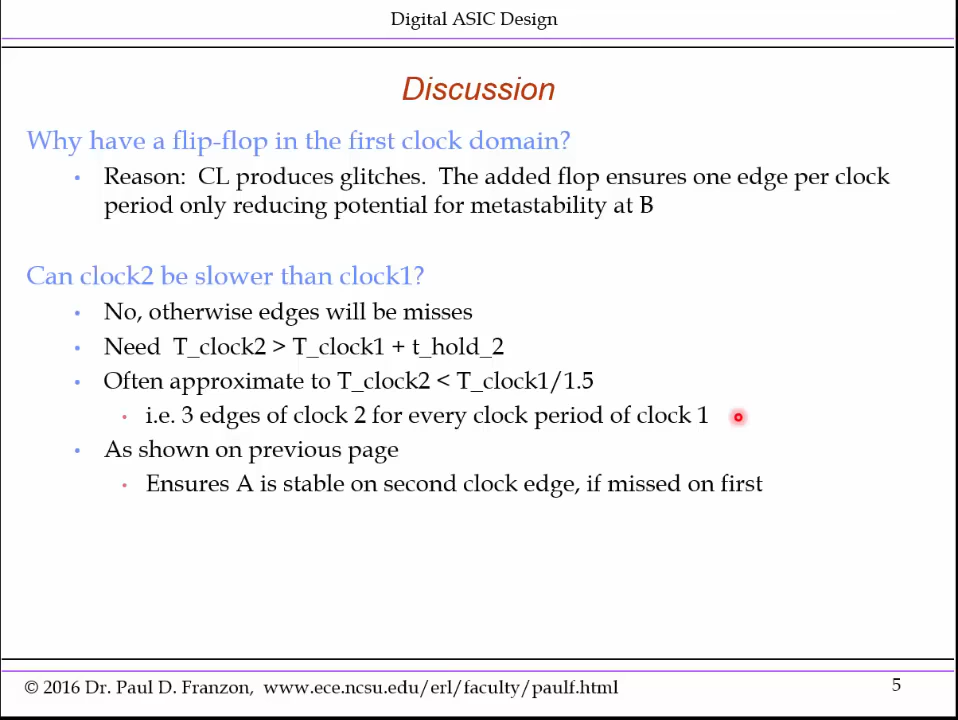 Digital ASIC Design
Discussion
Why have a flip-flop in the first clock domain?
• Reason: CL produces glitches. The added flop ensures one edge per clock
period only reducing potential for metastability at B
Can clock2 be slower than clock1?
• No, otherwise edges will be misses
• Need T_clock2 > T_clock1 + t_hold_2
• Often approximate to T_clock2 < T_clock1/1.5
• i.e. 3 edges of clock 2 for every clock period of clock 1
• As shown on previous page
• Ensures A is stable on second clock edge, if missed on first
© 2016 Dr. Paul D. Franzon, www.ece.ncsu.edu/erl/faculty/paulf.html
5